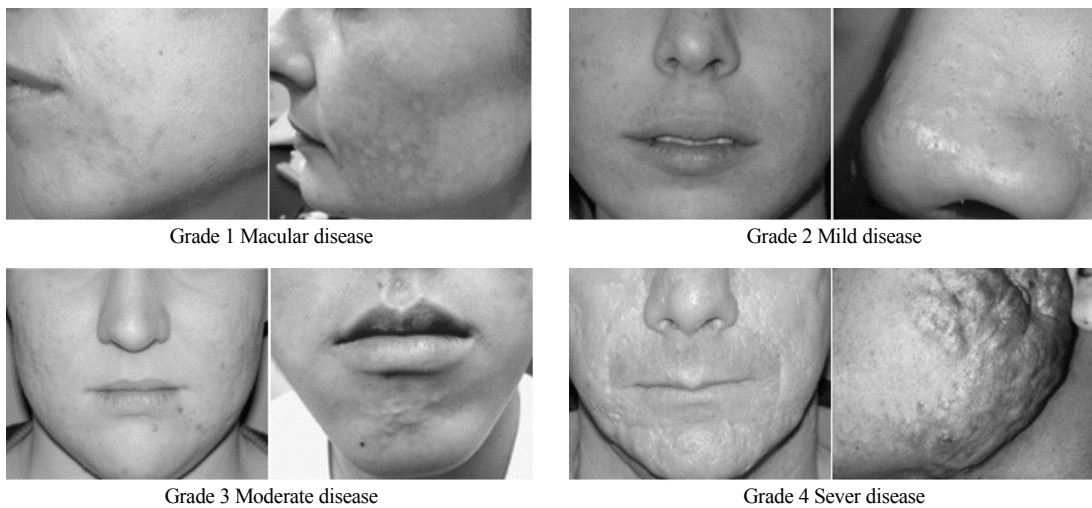 Grade 1 Macular disease
Grade 2 Mild disease
Grade 3 Moderate disease
Grade 4 Sever disease